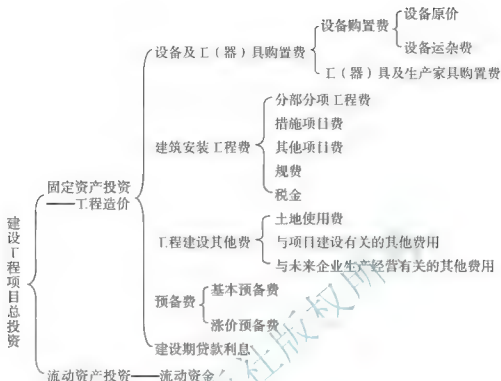 设备原价
设备购置费
设备运杂费
设备及工（器）具购置费
工（器）具及生产家具购置费
分部分项工程费
措施项目费
建筑安装工程费
其他项目费
规费
税金
固定资产投资
——工程造价
土地使用费
工程建设其他费
与项目建设有关的其他费用
与未来企业生产经营有关的其他费用
建设工程项目总投资
基本预备费
预备费
涨价预备费
建设期贷款利息
流动资产投资——流动资金
社版权所